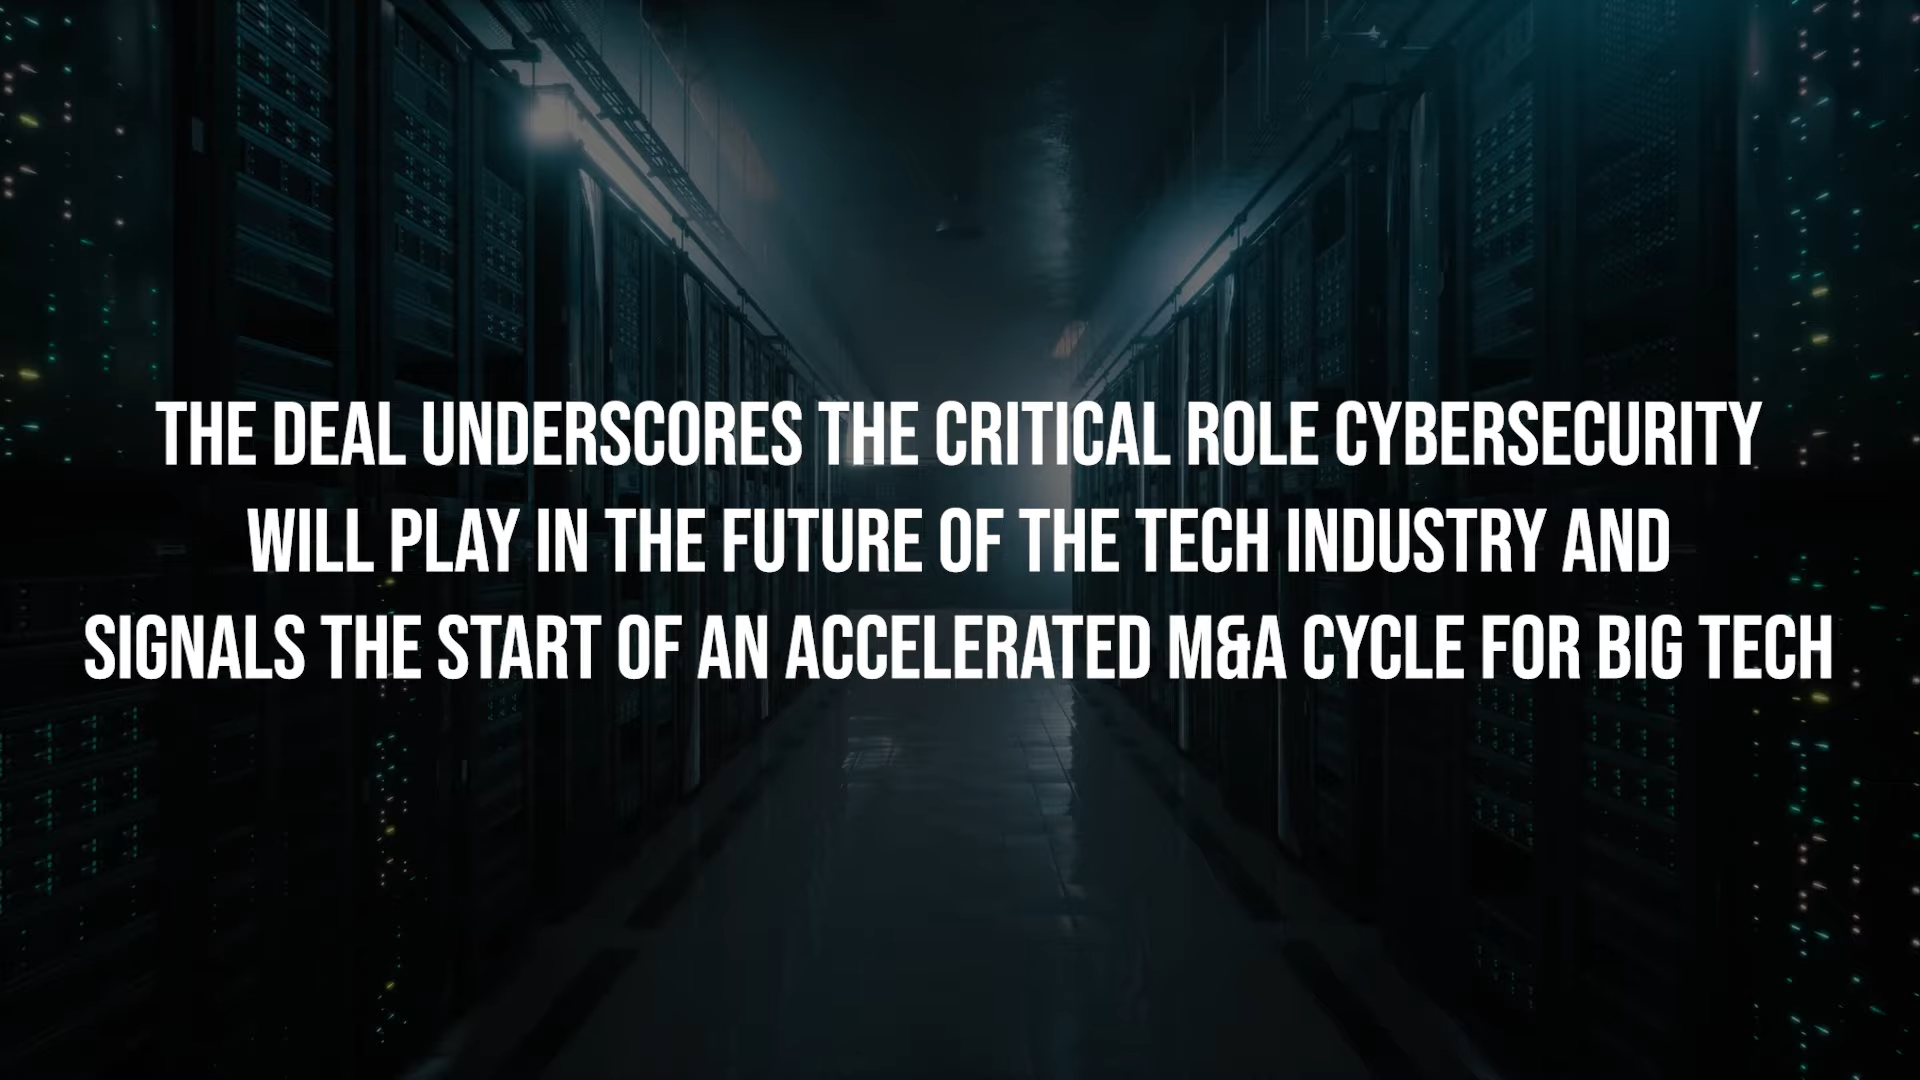 THE DEAL UNDERSCORES THE CRITICAL ROLE CYBERSECURITY
WILL PLAY IN THE FUTURE OF THE TECH INDUSTRY AND
SIGNALS THE START OF AN ACCELERATED M&A CYCLE FOR BIG TECH